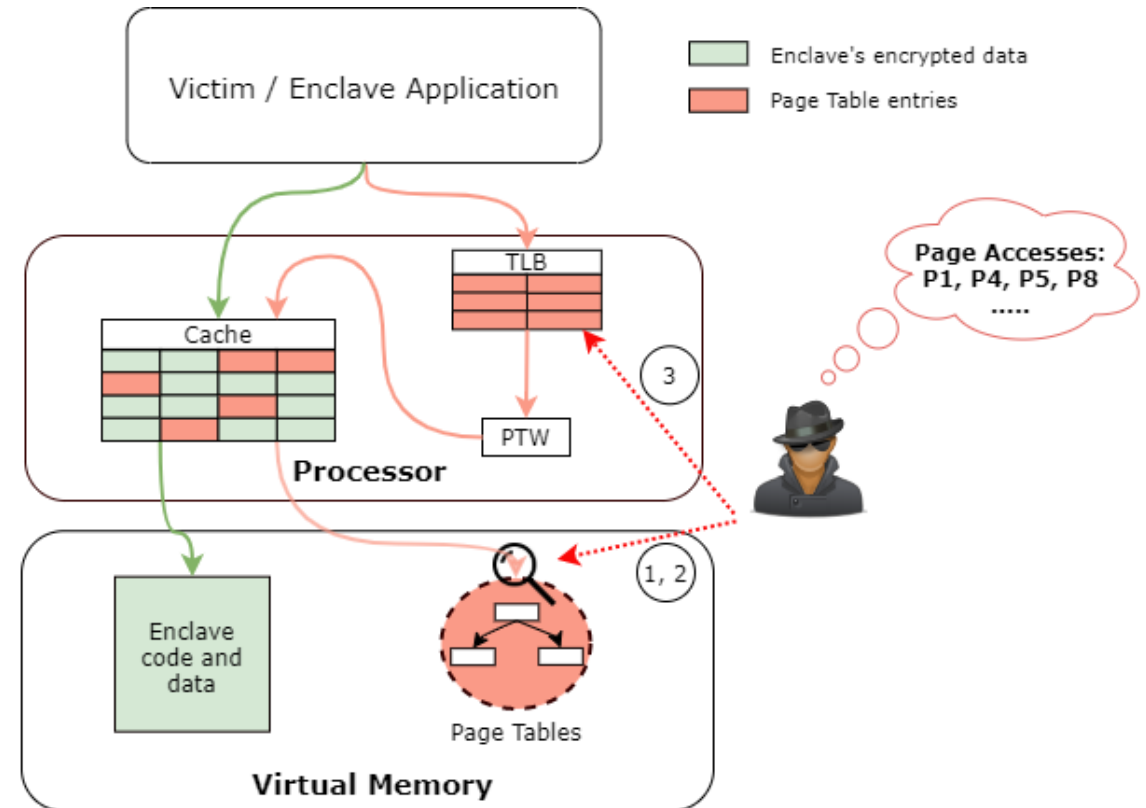 Victim / Enclave Application
Enclave's encrypted data
Page Table entries
Page Accesses:
P1, P4, P5, P8
.....
TLB
Cache
3
PTW
Processor
1, 2
Enclave
code and
data
Page Tables
Virtual Memory